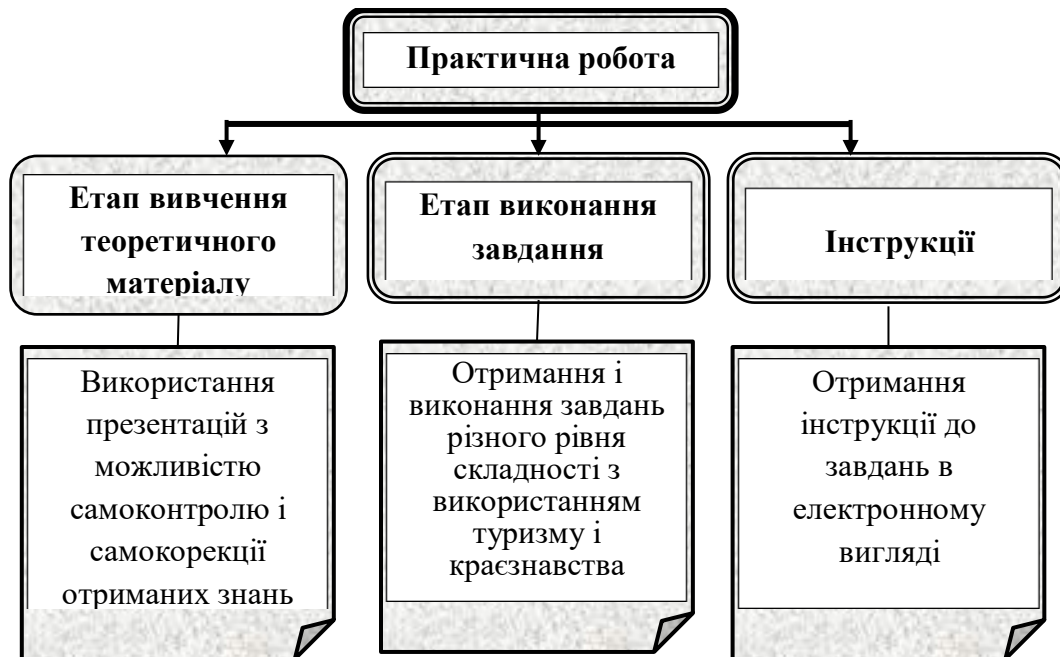 Практична робота
Етап вивчення
теоретичного
матеріалу
Етап виконання
завдання
Інструкції
Використання
презентацій з
можливістю
самоконтролю і
самокорекції
отриманих знань
Отримання і
виконання завдань
різного рівня
складності з
використанням
туризму і
краєзнавства
Отримання
інструкції до
завдань в
електронному
вигляді